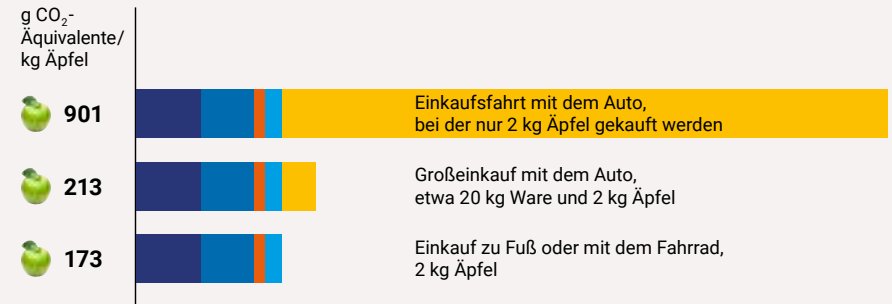 g CO₂-
Äquivalente/
kg Äpfel
901
Einkaufsfahrt mit dem Auto,
bei der nur 2 kg Äpfel gekauft werden
213
Großeinkauf mit dem Auto,
etwa 20 kg Ware und 2 kg Äpfel
173
Einkauf zu Fuß oder mit dem Fahrrad,
2 kg Äpfel